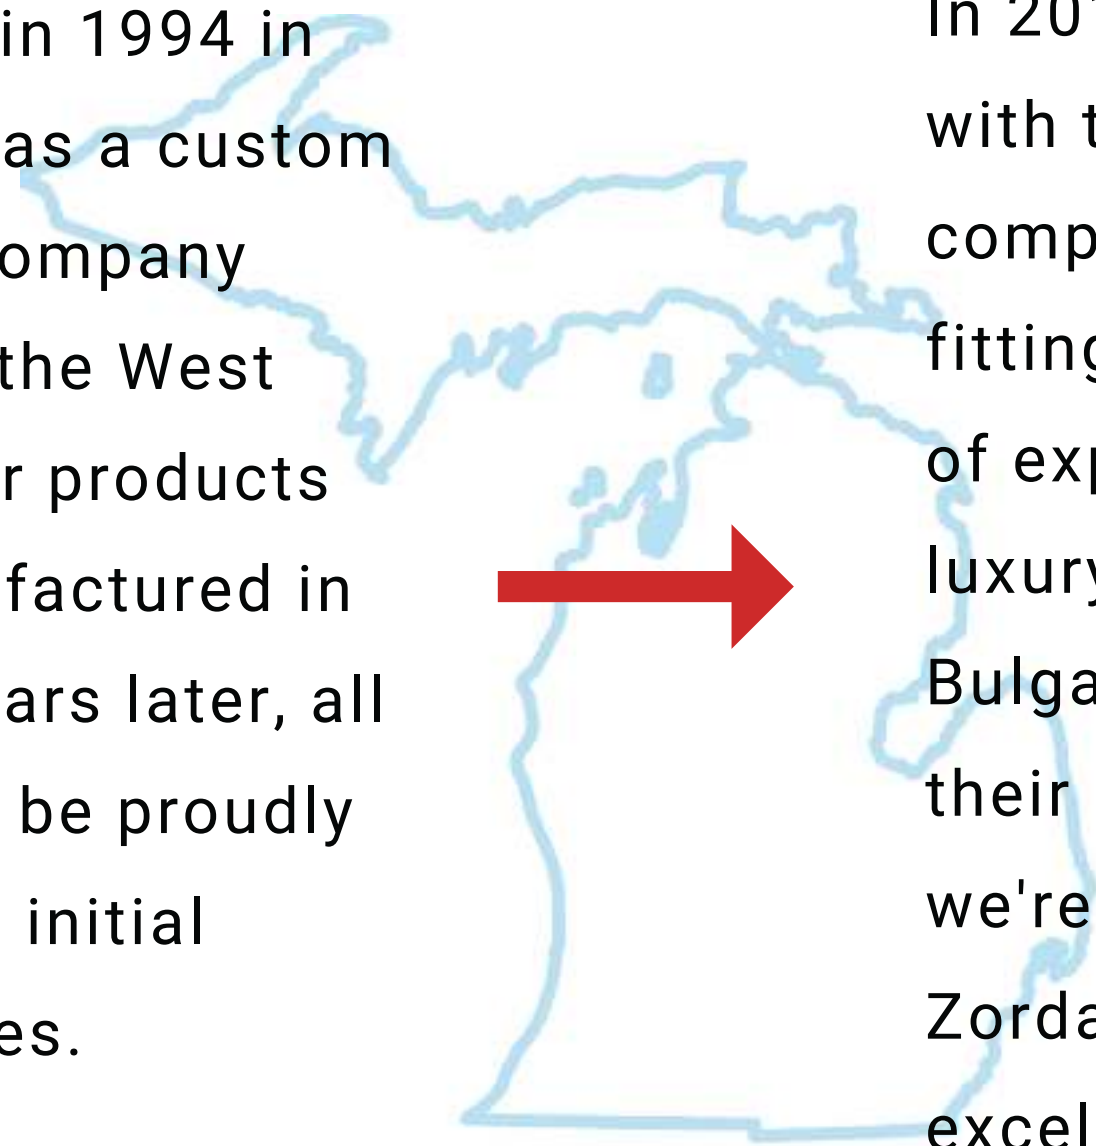 in 1994 in
as a custom
ompany
the West
r products
factured in
ars later, all
be proudly
initial
es.
In 20
with t
comp
fitting
of exp
luxury
Bulga
their
we're
Zorda
excel